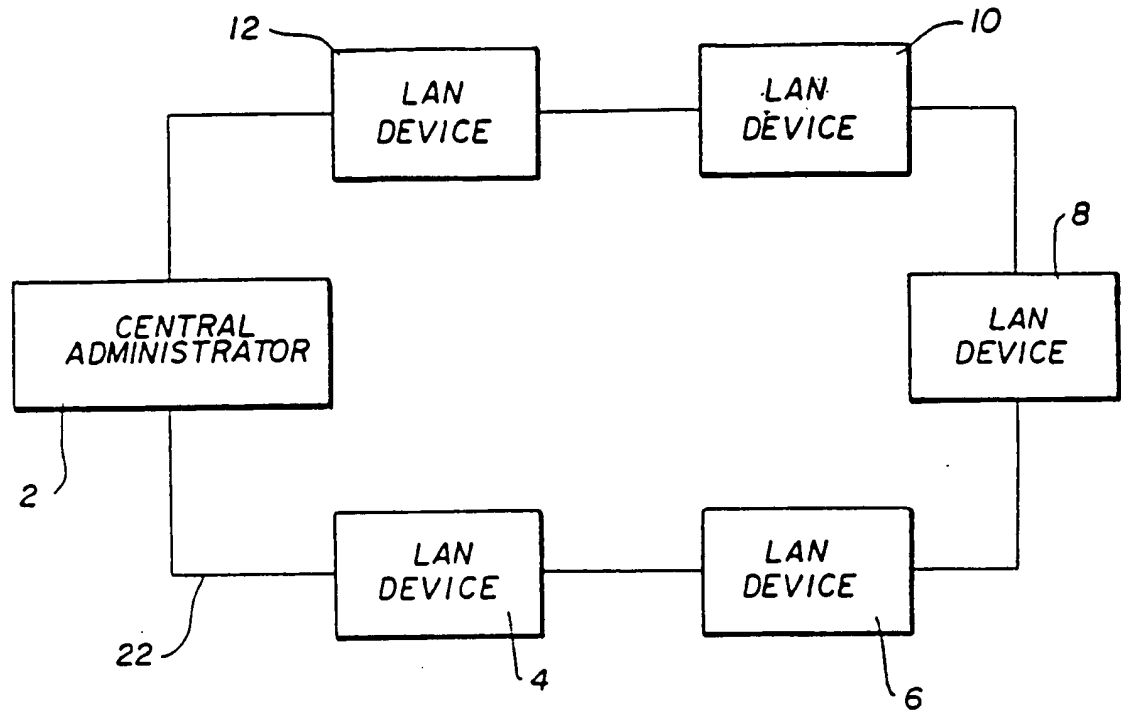 12
LAN
DEVICE
10
LAN
DEVICE
8
LAN
DEVICE
CENTRAL
ADMINISTRATOR
2
LAN
DEVICE
4
LAN
DEVICE
6
22